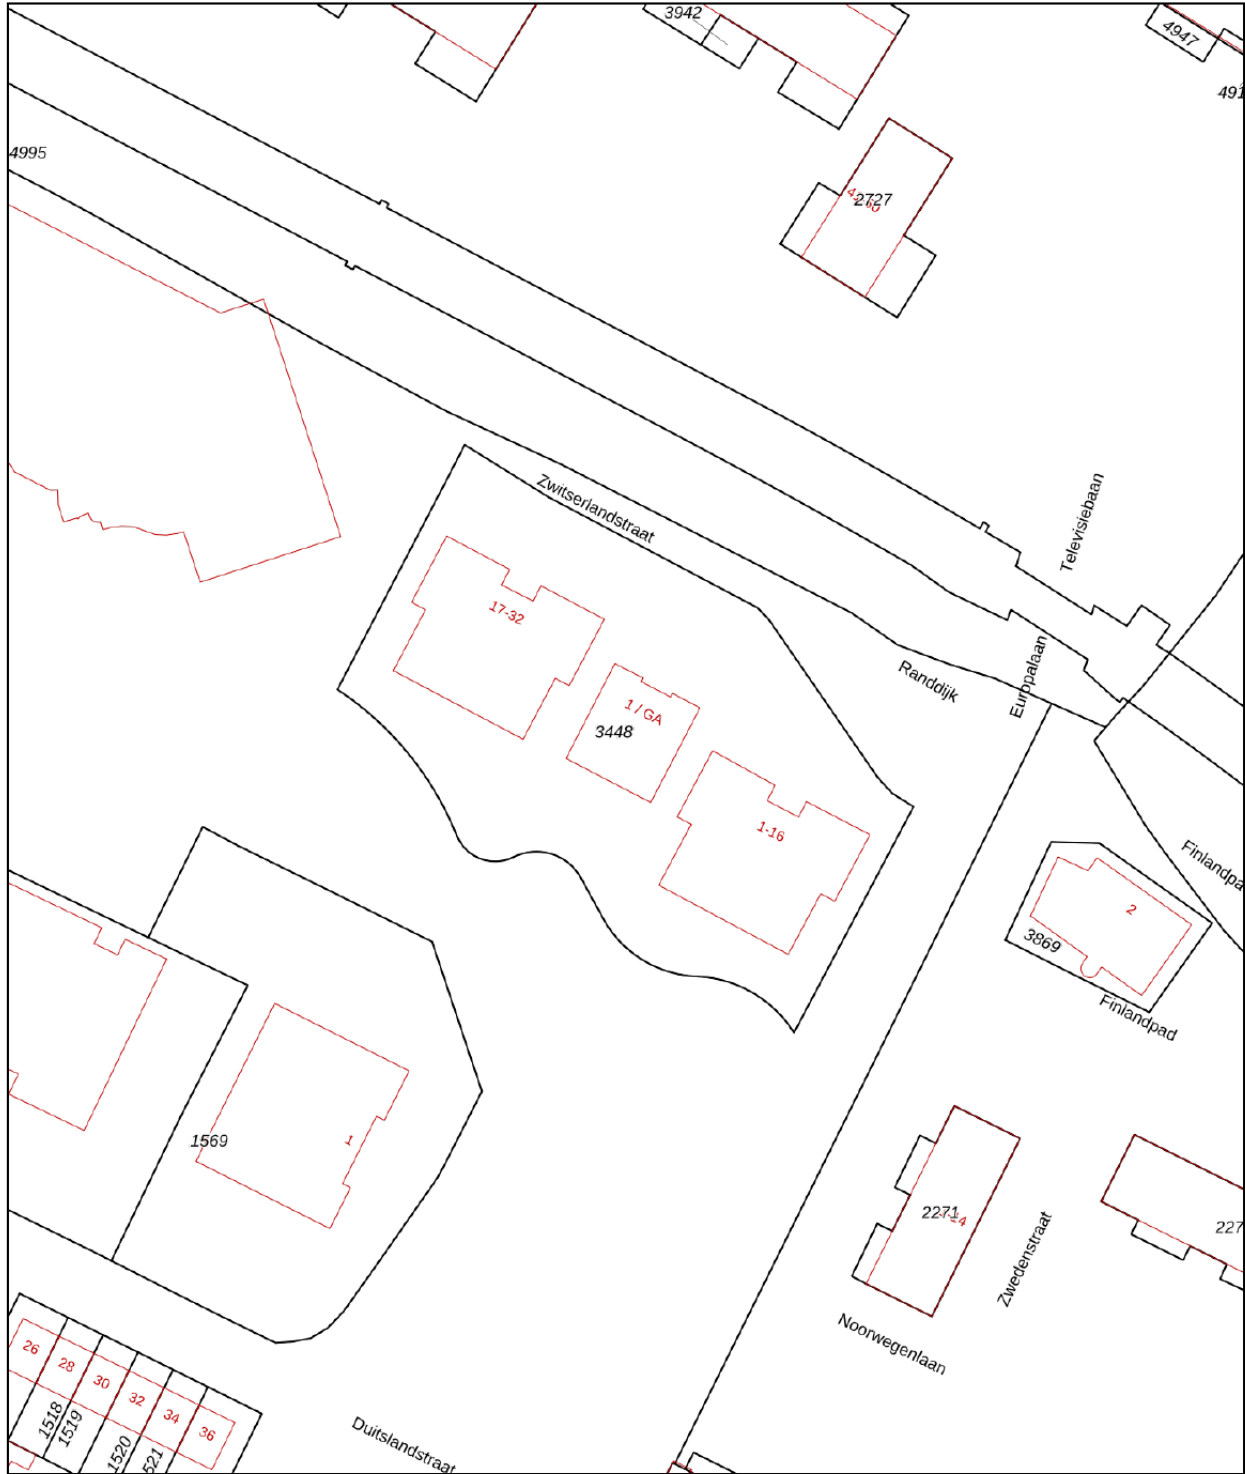 3942
4947
491
4995
2727
Zwitserlandstraat
Televisiebaan
17-32
Europalaan
Randdijk
1 / GA
3448
1-16
Finlandpa
2
3869
Finlandpad
1569
1
2271
227
Zwedenstraat
Noorwegenlaan
26
28
30
32
34
36
1518
1519
1520
521
Duitslandstraat